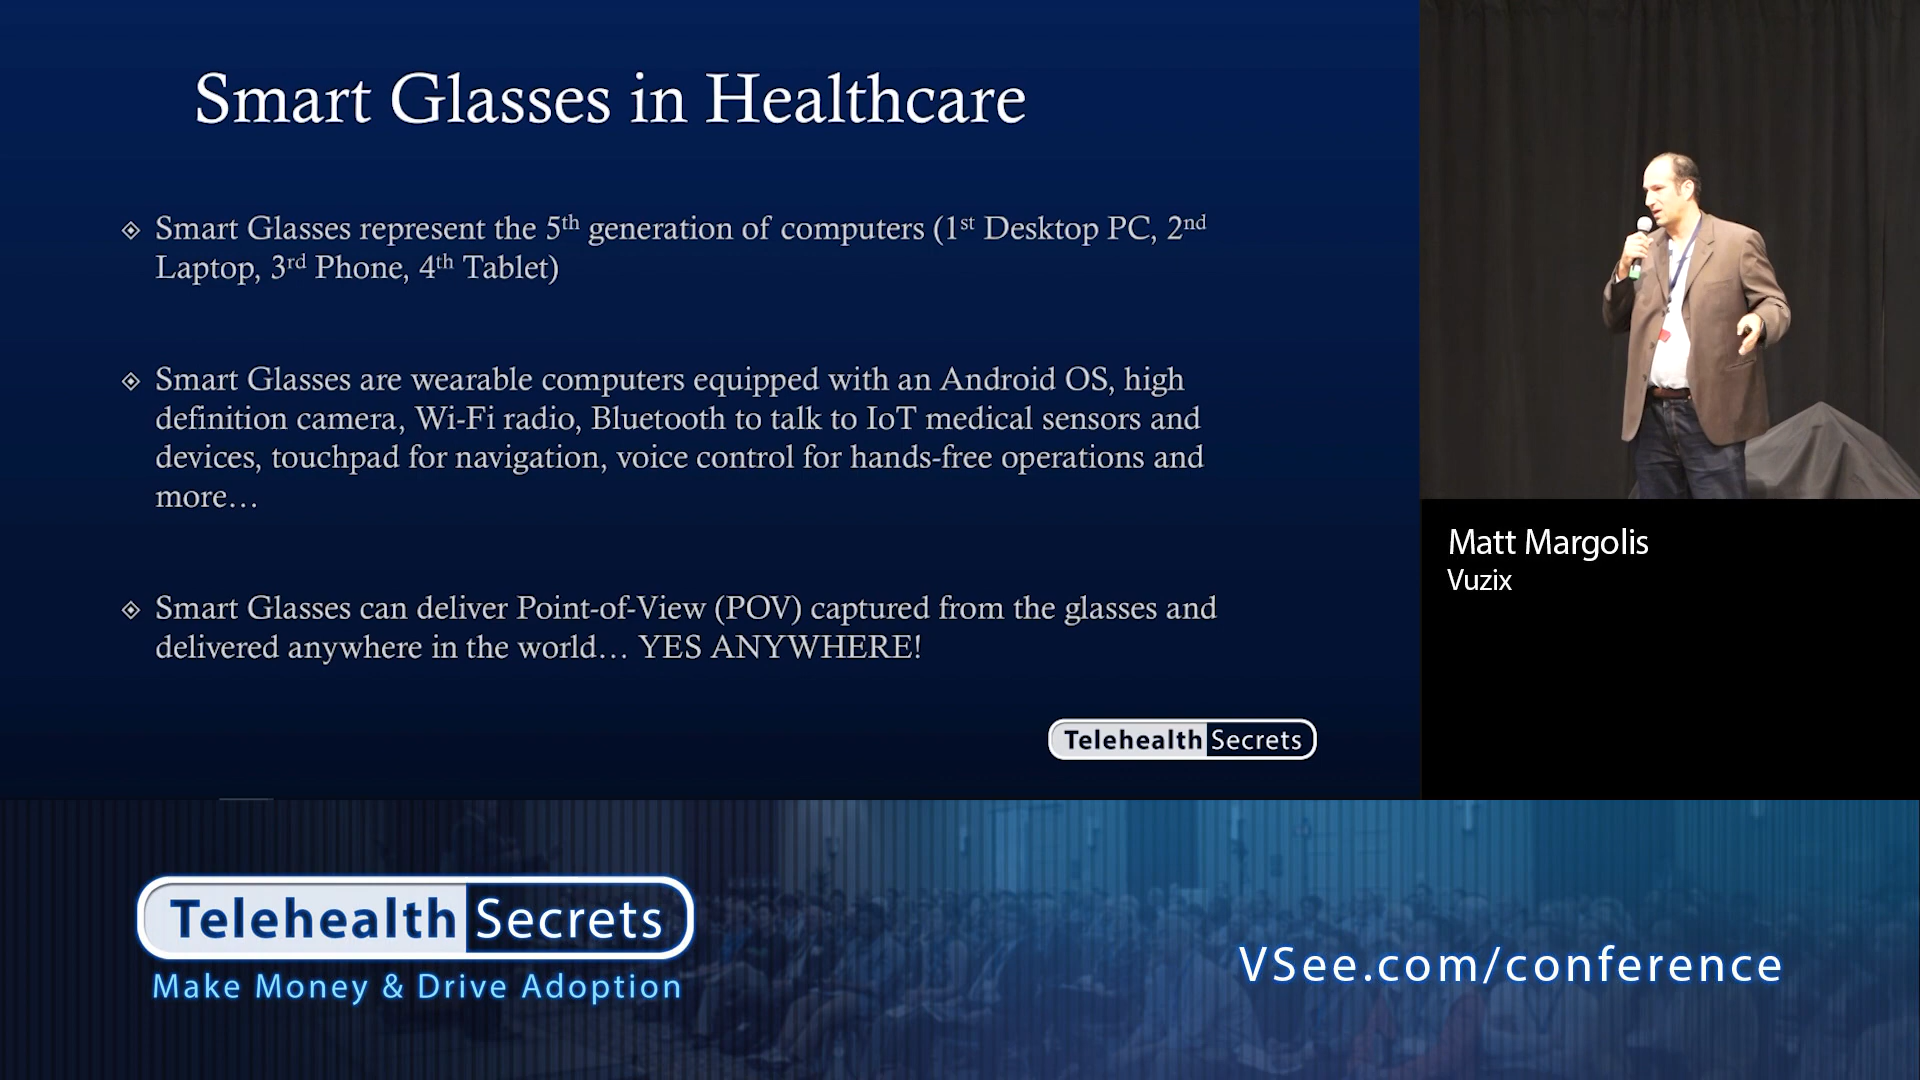 Smart Glasses in Healthcare
Smart Glasses represent the 5th generation of computers (1st Desktop PC, 2nd
Laptop, 3rd Phone, 4th Tablet)
Smart Glasses are wearable computers equipped with an Android OS, high
definition camera, Wi-Fi radio, Bluetooth to talk to IoT medical sensors and
devices, touchpad for navigation, voice control for hands-free operations and
more…
Smart Glasses can deliver Point-of-View (POV) captured from the glasses and
delivered anywhere in the world… YES ANYWHERE!
Telehealth Secrets
Matt Margolis
Vuzix
Telehealth Secrets
Make Money & Drive Adoption
VSee.com/conference